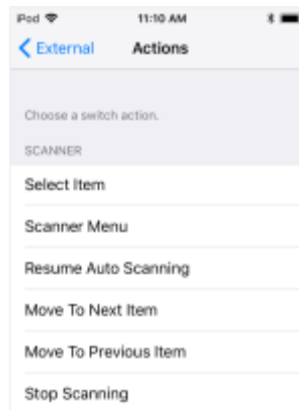 iPod 11:10 AM
External Actions
Choose a switch action.
SCANNER
Select Item
Scanner Menu
Resume Auto Scanning
Move To Next Item
Move To Previous Item
Stop Scanning